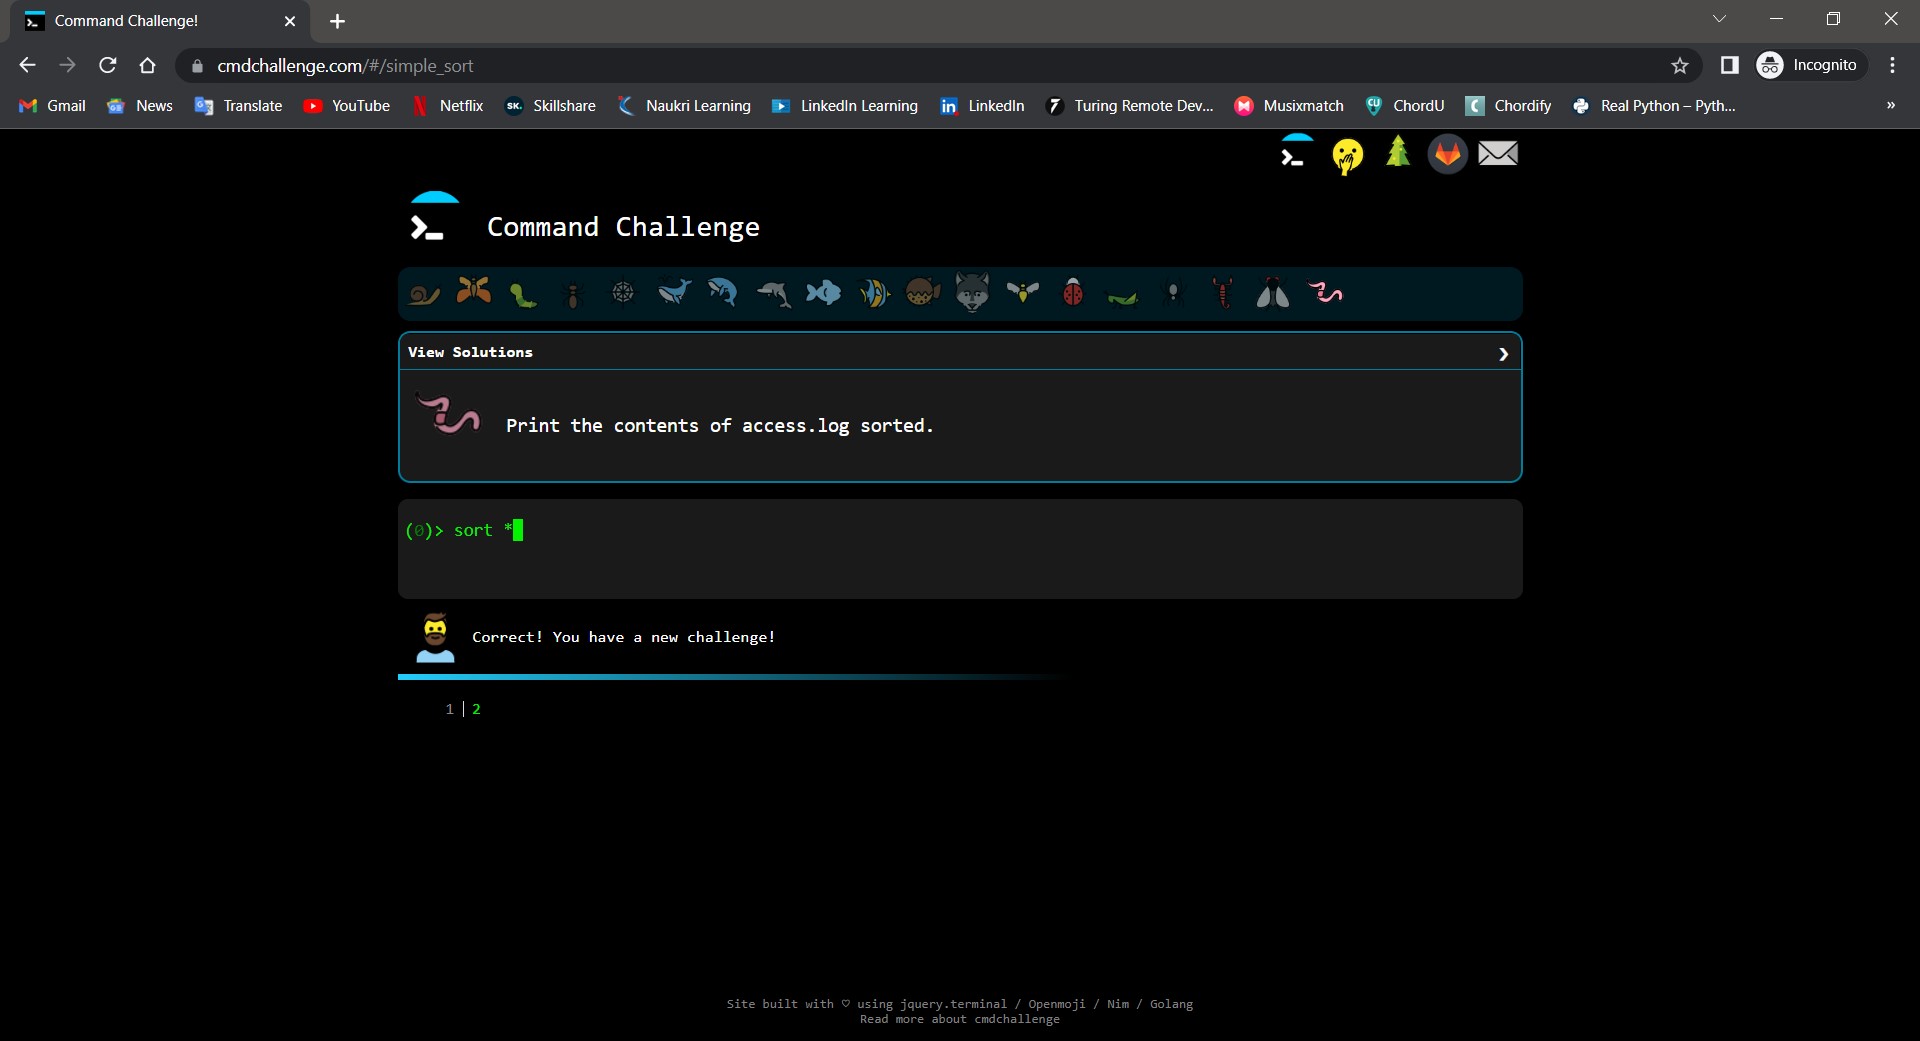 Command Challenge!
cmdchallenge.com/#/simple_sort
Incognito
Gmail
News
Translate
YouTube
Netflix
SK.
Skillshare
Naukri Learning
LinkedIn Learning
in
LinkedIn
Turing Remote Dev...
Musixmatch
CU
ChordU
C
Chordify
Real Python – Pyth...
»
>_
>_
Command Challenge
View Solutions
❯
Print the contents of access.log sorted.
(0)> sort *
Correct! You have a new challenge!
1 | 2
Site built with ♡ using jquery.terminal / Openmoji / Nim / Golang
Read more about cmdchallenge